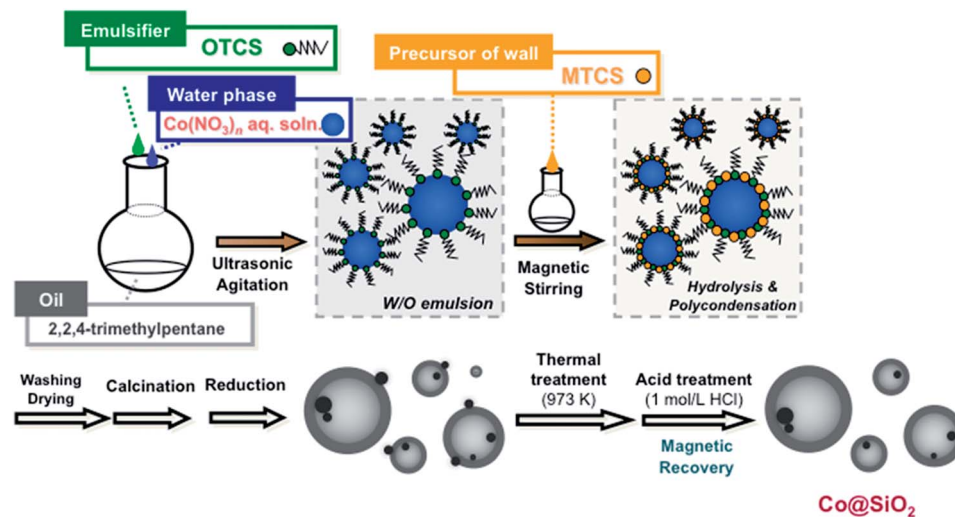 Emulsifier
OTCS
Water phase
Co(NO₃)ₙ aq. soln.
Precursor of wall
MTCS
Ultrasonic
Agitation
W/O emulsion
Magnetic
Stirring
Hydrolysis &
Polycondensation
Oil
2,2,4-trimethylpentane
Washing
Drying
Calcination
Reduction
Thermal
treatment
(973 K)
Acid treatment
(1 mol/L HCl)
Magnetic
Recovery
Co@SiO₂